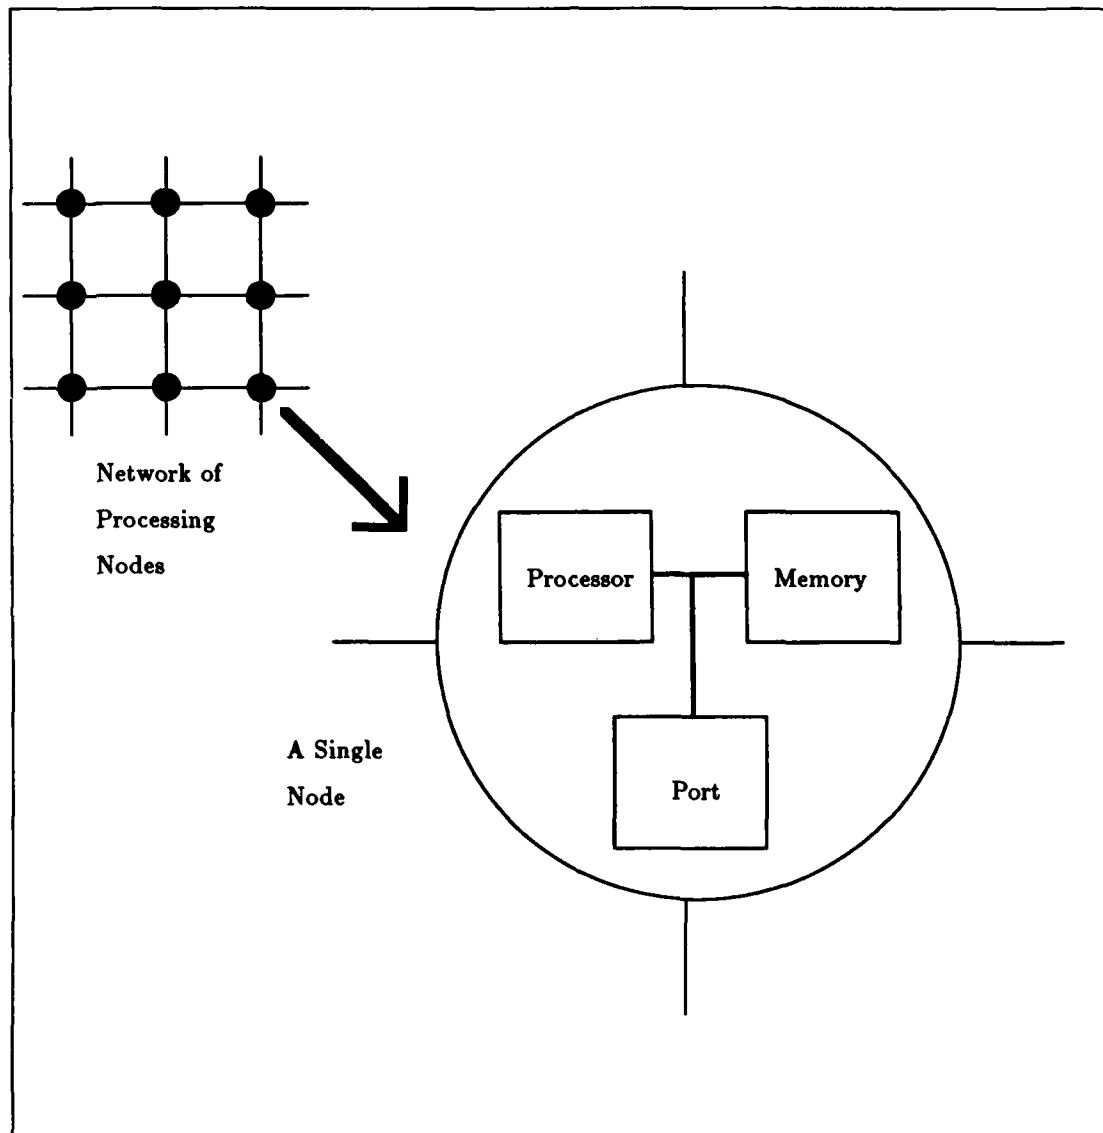 Network of
Processing
Nodes
Processor
Memory
A Single
Node
Port